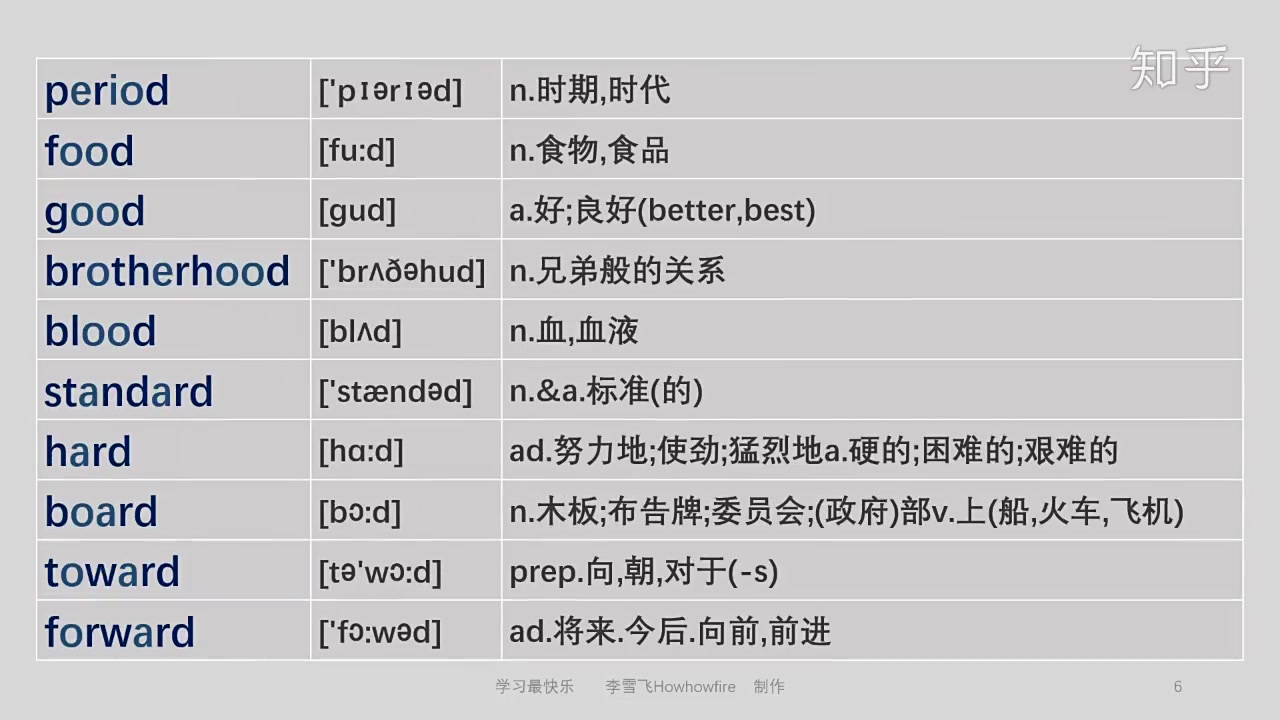 知乎
period ['pɪərɪəd] n.时期,时代
food [fu:d] n.食物,食品
good [gud] a.好;良好(better,best)
brotherhood ['brʌðəhud] n.兄弟般的关系
blood [blʌd] n.血,血液
standard ['stændəd] n.&a.标准(的)
hard [hɑ:d] ad.努力地;使劲;猛烈地a.硬的;困难的;艰难的
board [bɔ:d] n.木板;布告牌;委员会;(政府)部v.上(船,火车,飞机)
toward [tə'wɔ:d] prep.向,朝,对于(-s)
forward ['fɔ:wəd] ad.将来.今后.向前,前进
学习最快乐 李雪飞Howhowfire 制作 6